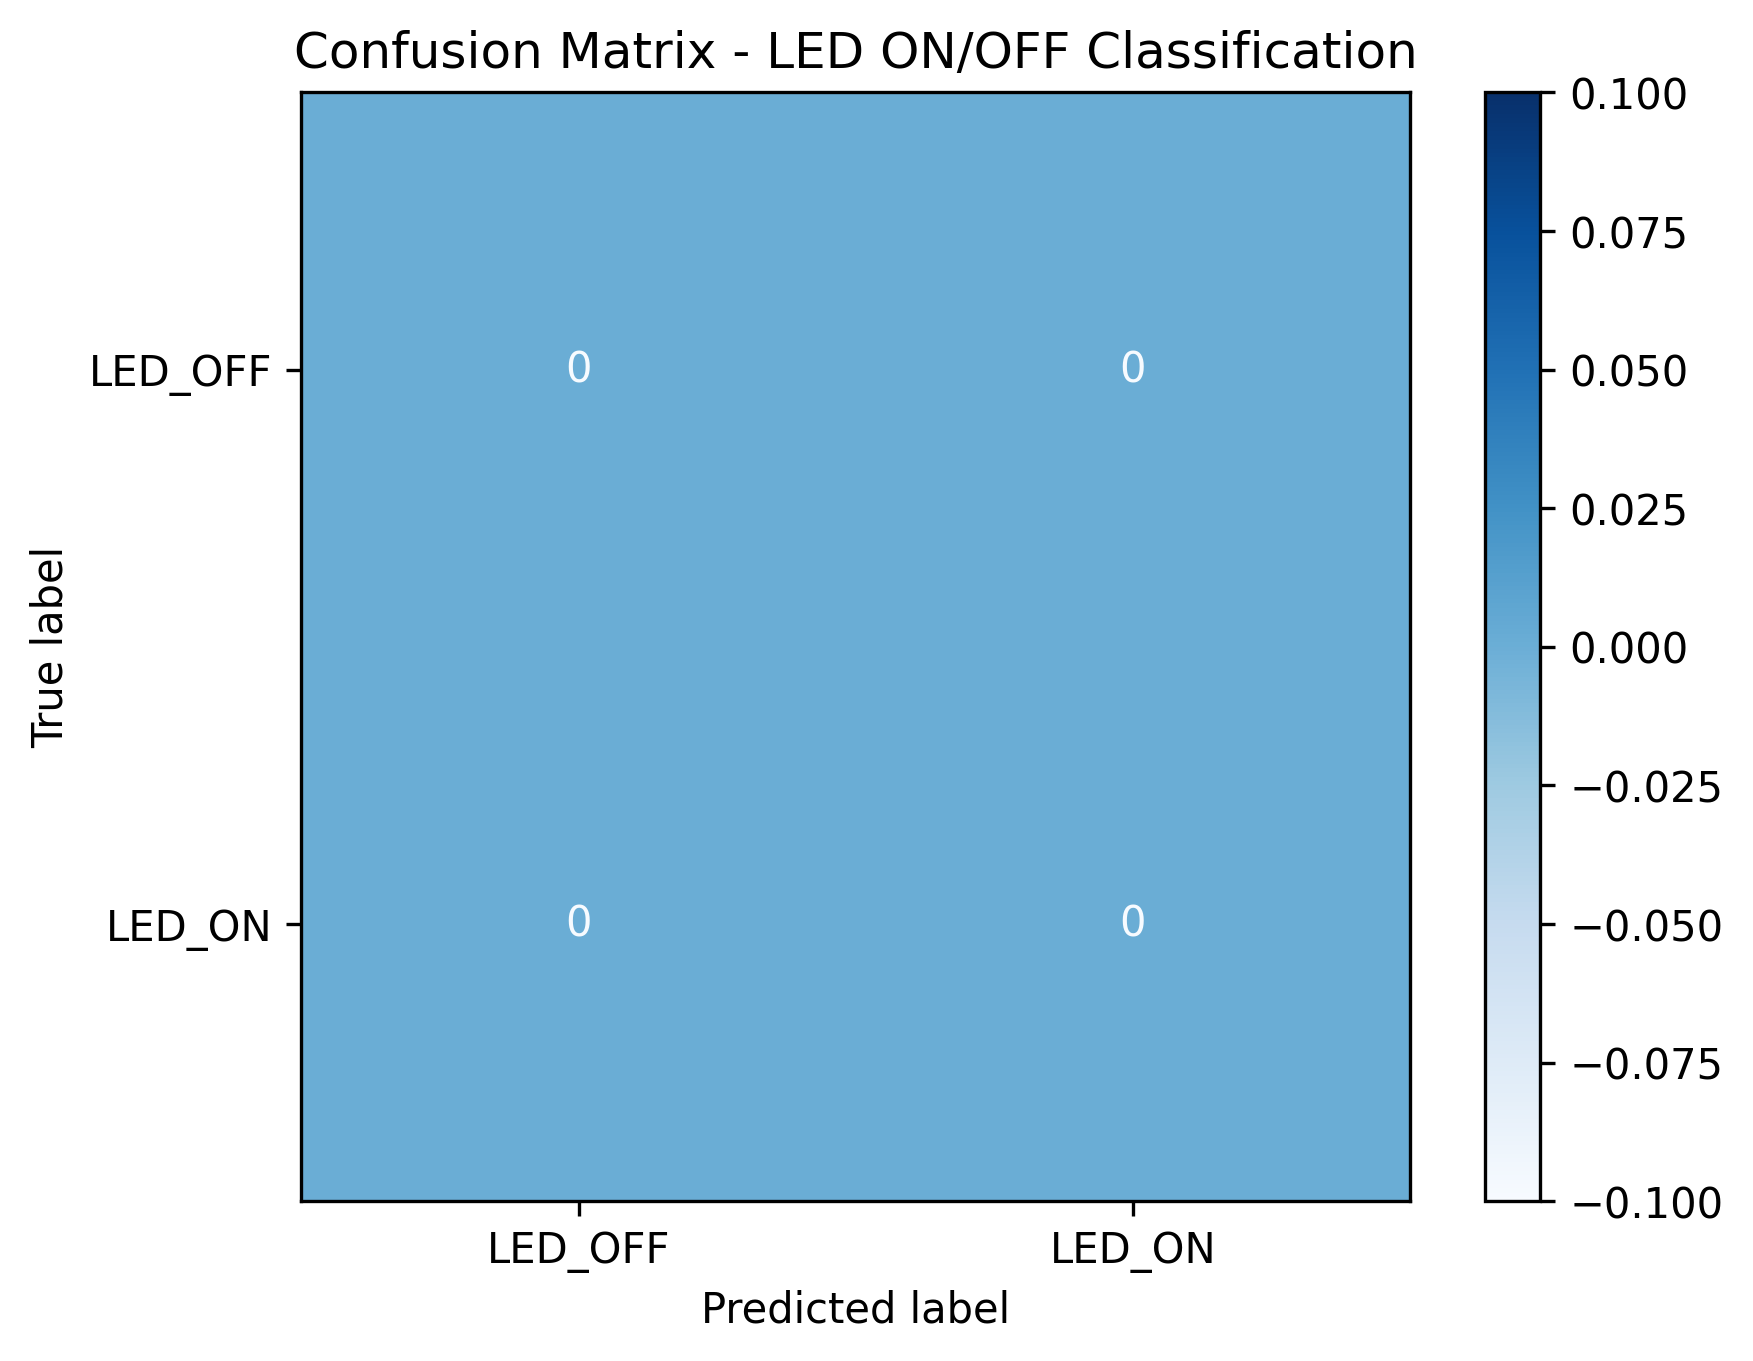 Confusion Matrix - LED ON/OFF Classification
True label
LED_OFF
LED_ON
0 0
0 0
LED_OFF LED_ON
Predicted label
0.100
0.075
0.050
0.025
0.000
−0.025
−0.050
−0.075
−0.100